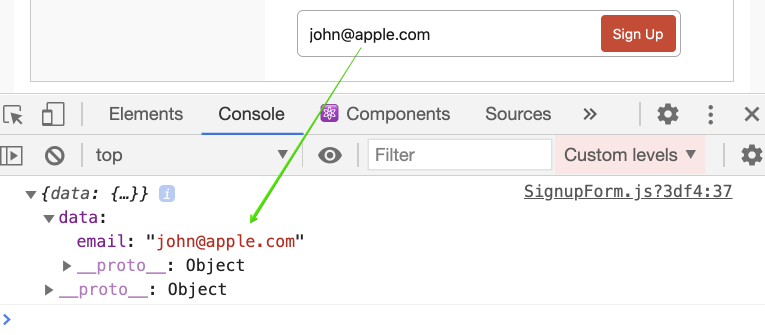 john@apple.com Sign Up
Elements Console Components Sources
top Filter Custom levels
{data: {…}} i SignupForm.js?3df4:37
data:
email: "john@apple.com"
__proto__: Object
__proto__: Object